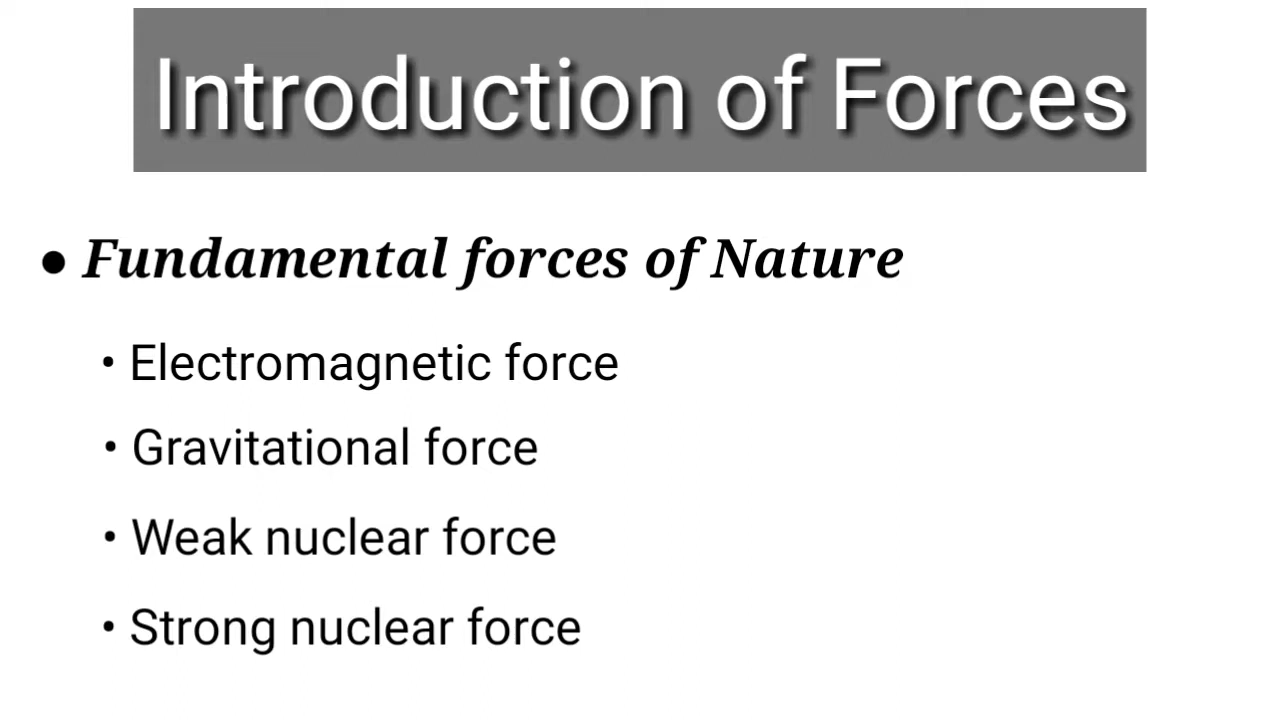 Introduction of Forces
● Fundamental forces of Nature
• Electromagnetic force
• Gravitational force
• Weak nuclear force
• Strong nuclear force